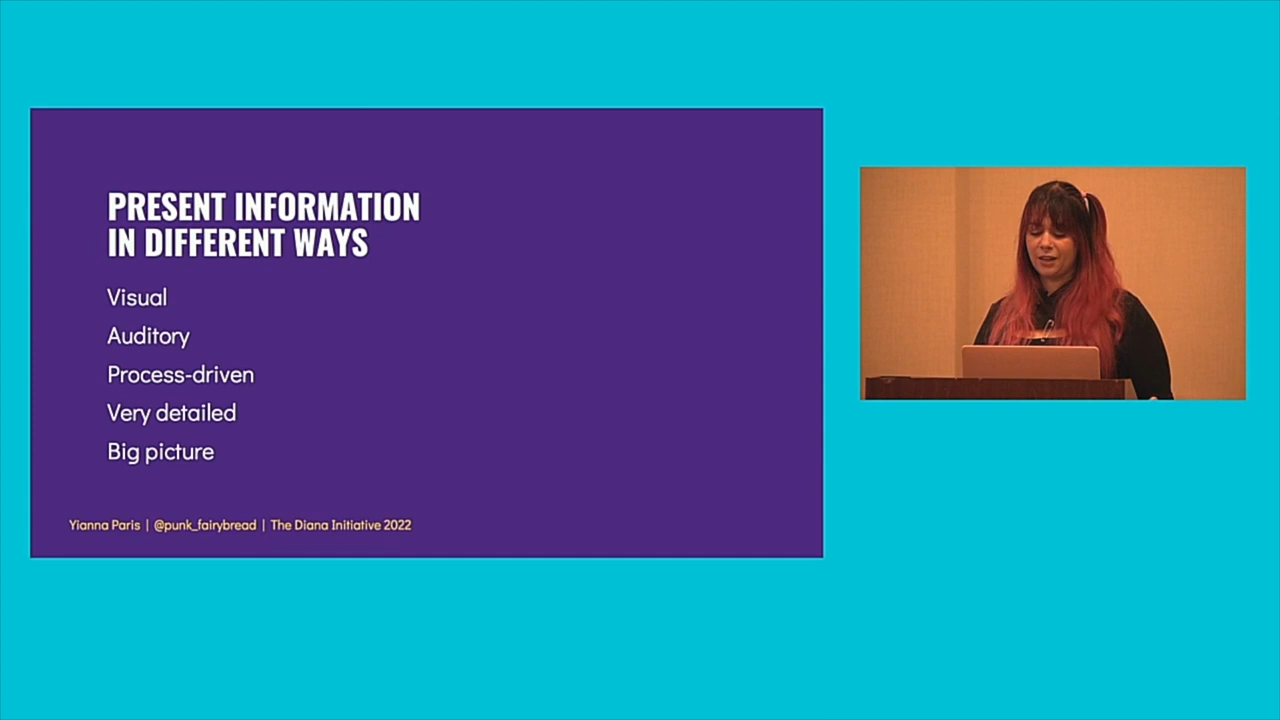 PRESENT INFORMATION
IN DIFFERENT WAYS
Visual
Auditory
Process-driven
Very detailed
Big picture
Yianna Paris | @punk_fairybread | The Diana Initiative 2022